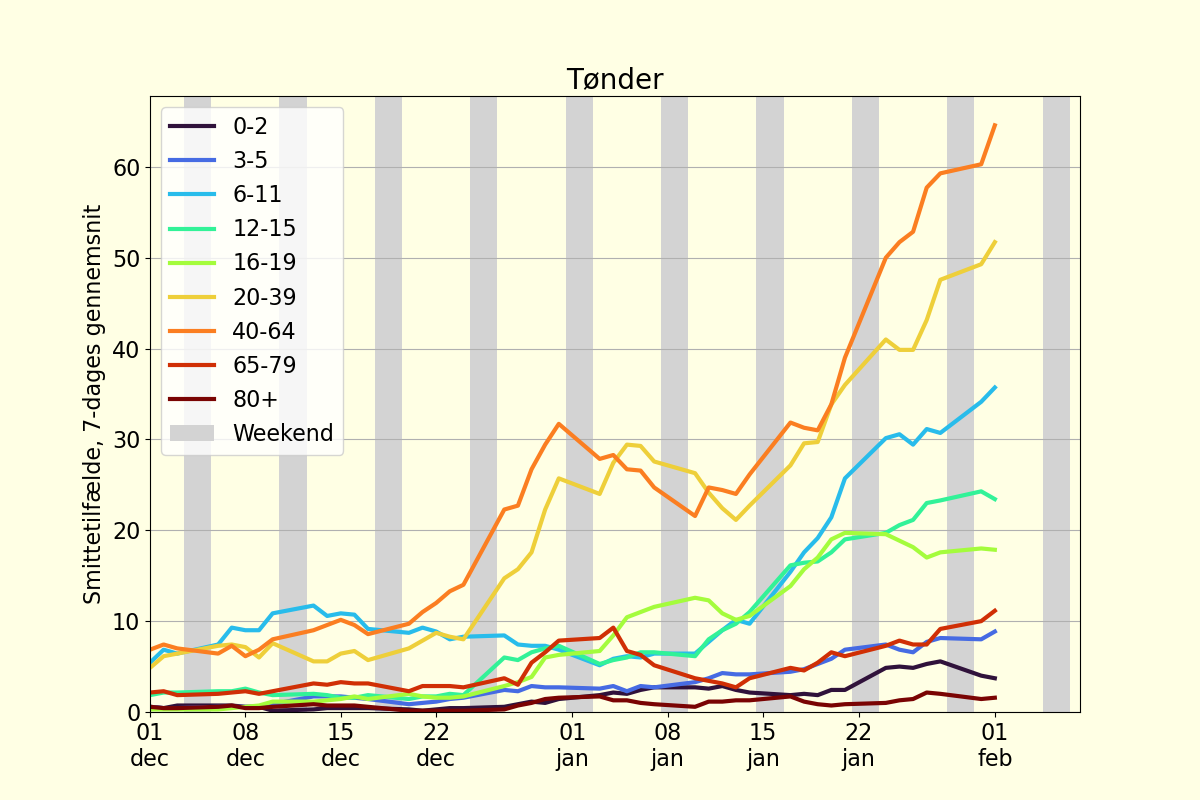 Tønder
Smittetilfælde, 7-dages gennemsnit
60
50
40
30
20
10
0
0-2
3-5
6-11
12-15
16-19
20-39
40-64
65-79
80+
Weekend
01 dec
08 dec
15 dec
22 dec
01 jan
08 jan
15 jan
22 jan
01 feb